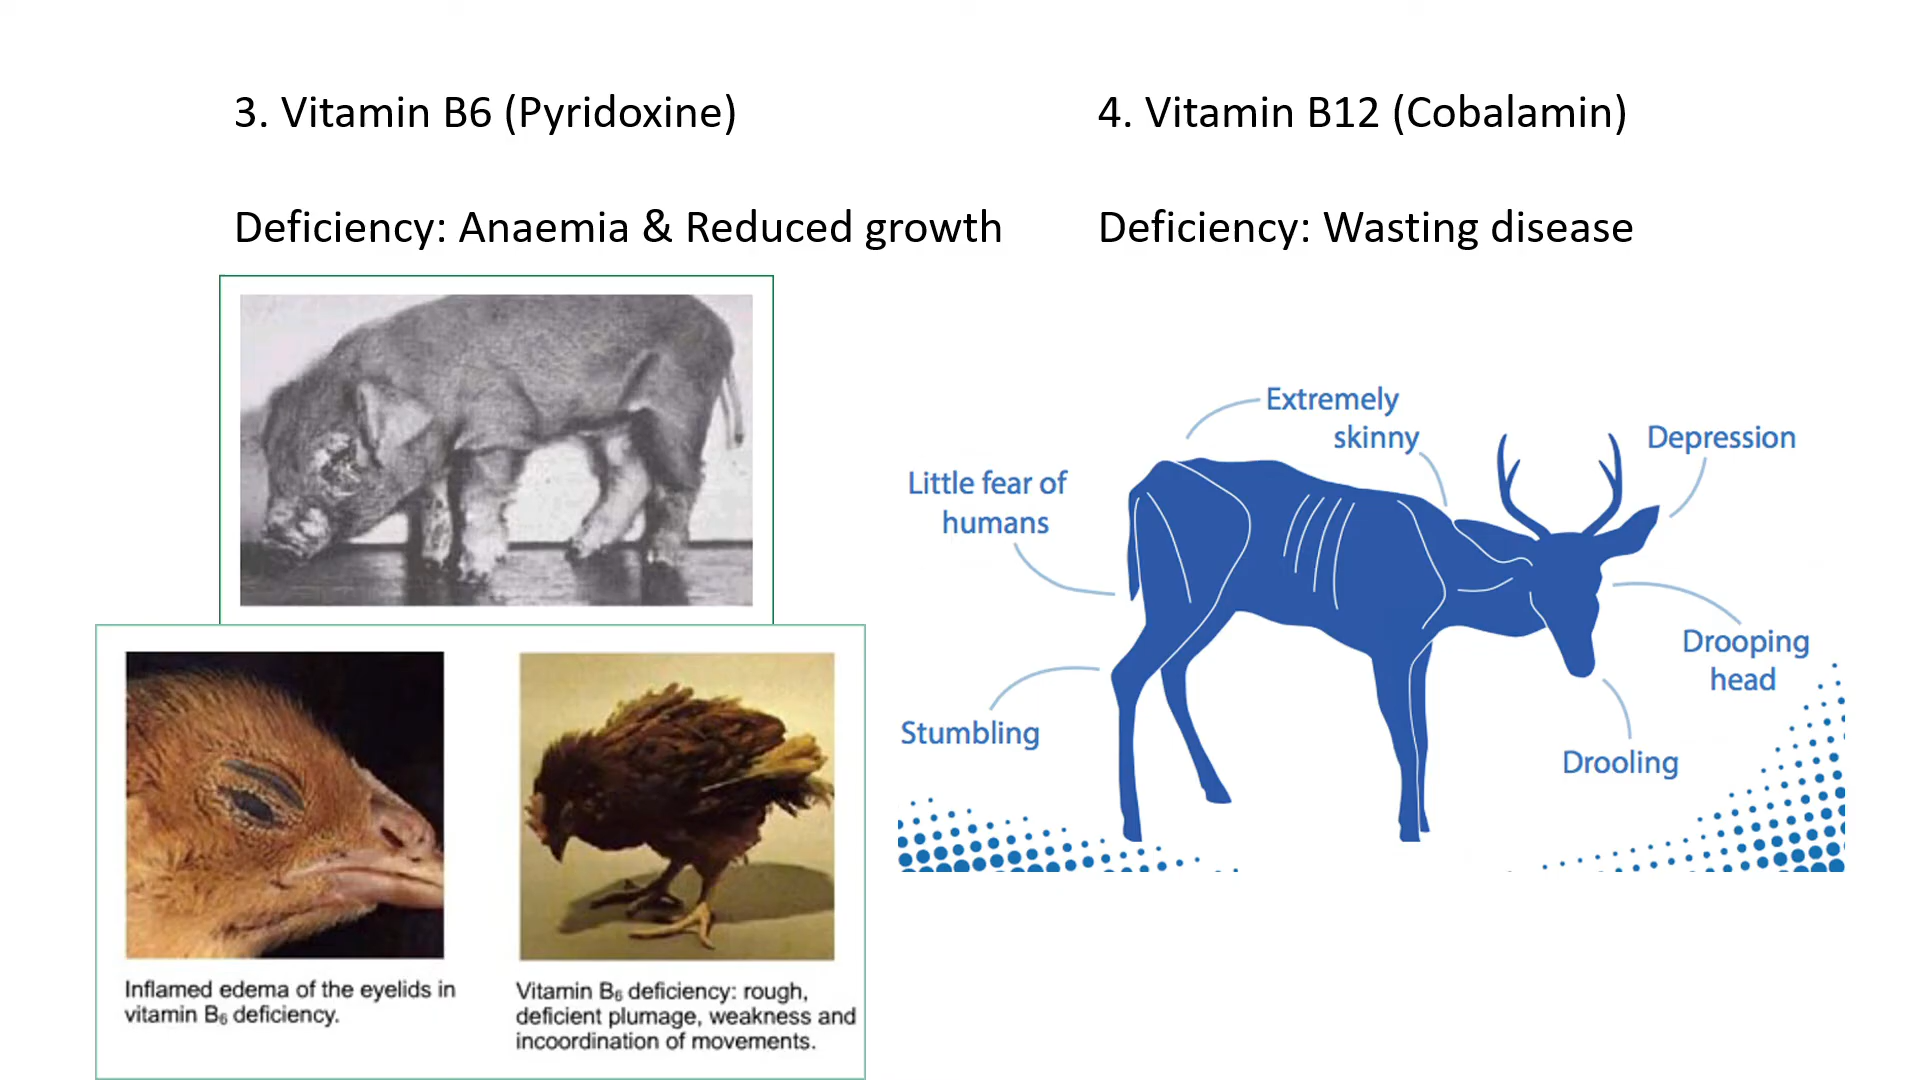 3. Vitamin B6 (Pyridoxine)
Deficiency: Anaemia & Reduced growth
Inflamed edema of the eyelids in
vitamin B₆ deficiency.
Vitamin B₆ deficiency: rough,
deficient plumage, weakness and
incoordination of movements.
4. Vitamin B12 (Cobalamin)
Deficiency: Wasting disease
Extremely
skinny
Depression
Little fear of
humans
Drooping
head
Stumbling
Drooling